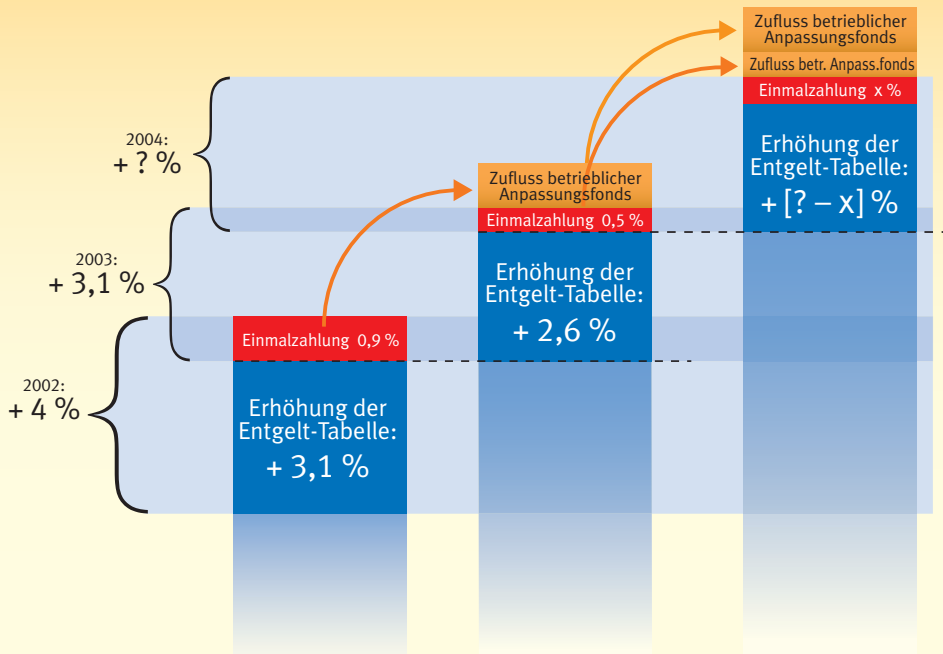 2004:
+ ? %
2003:
+ 3,1 %
2002:
+ 4 %
Einmalzahlung 0,9 %
Erhöhung der
Entgelt-Tabelle:
+ 3,1 %
Zufluss betrieblicher
Anpassungsfonds
Einmalzahlung 0,5 %
Erhöhung der
Entgelt-Tabelle:
+ 2,6 %
Zufluss betrieblicher
Anpassungsfonds
Zufluss betr. Anpass.fonds
Einmalzahlung x %
Erhöhung der
Entgelt-Tabelle:
+ [? – x] %